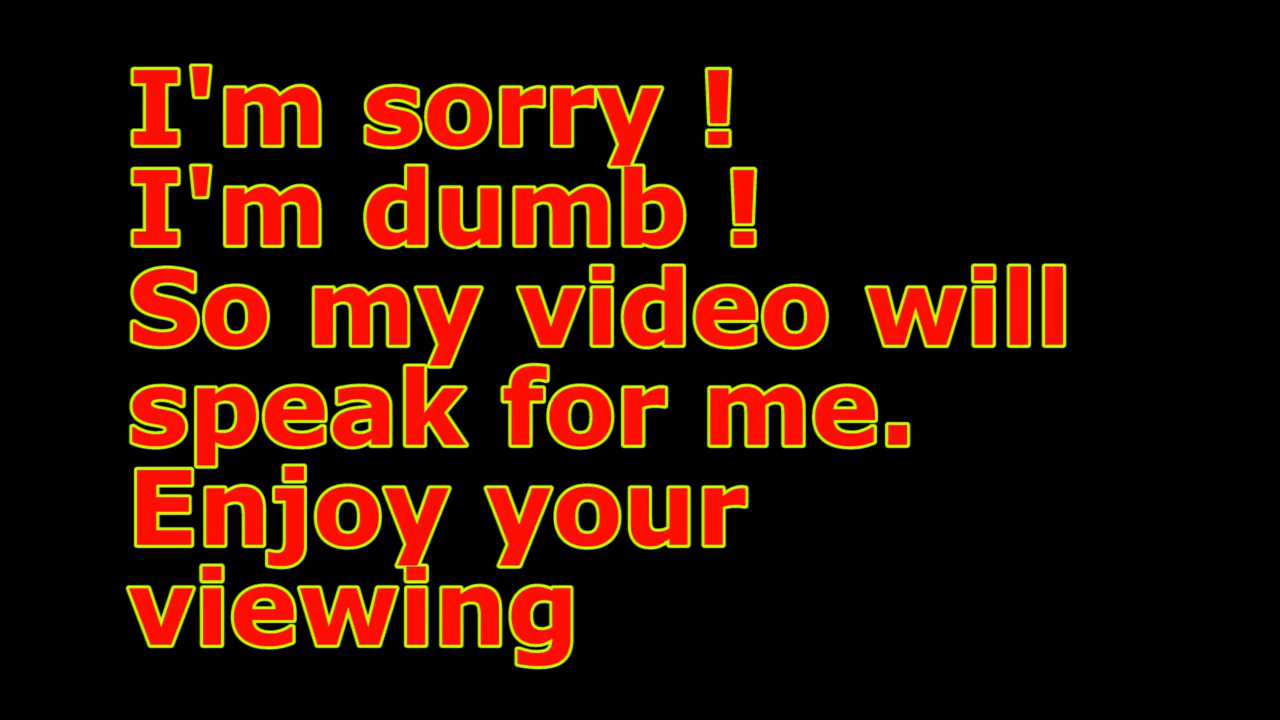 I'm sorry !
I'm dumb !
So my video will
speak for me.
Enjoy your
viewing